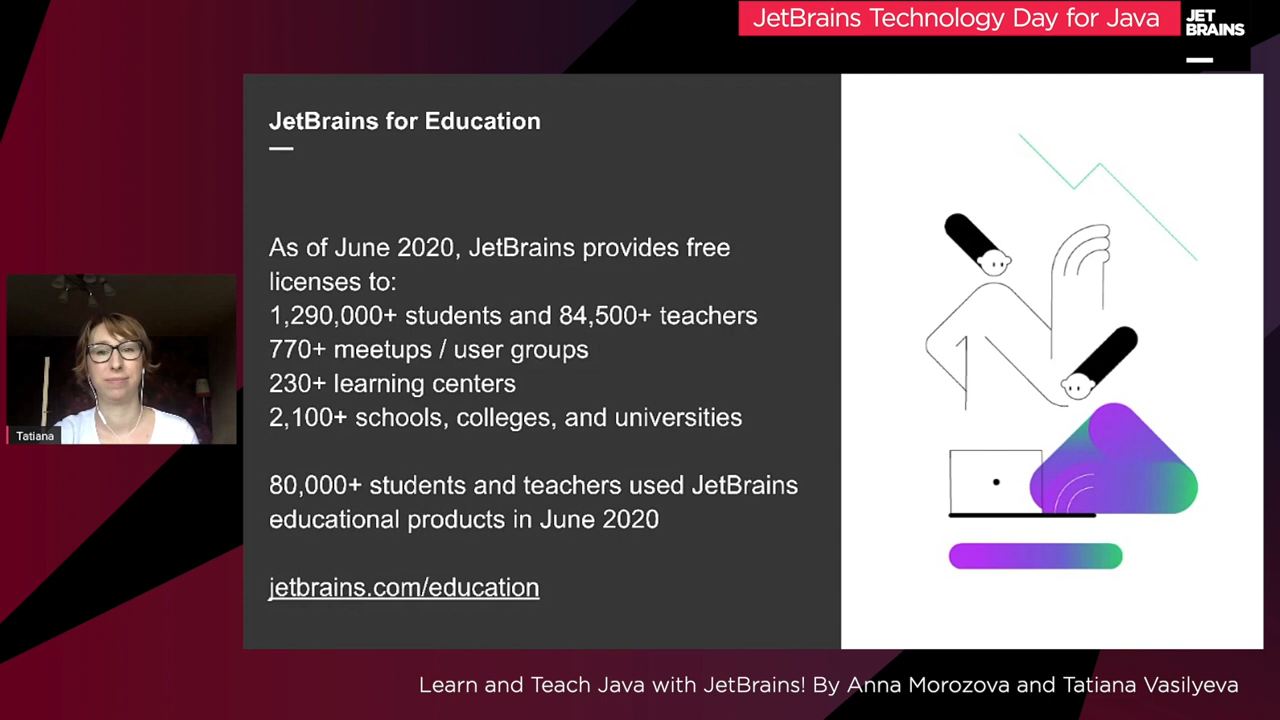 JetBrains Technology Day for Java
JET
BRAINS
JetBrains for Education
As of June 2020, JetBrains provides free
licenses to:
1,290,000+ students and 84,500+ teachers
770+ meetups / user groups
230+ learning centers
2,100+ schools, colleges, and universities
80,000+ students and teachers used JetBrains
educational products in June 2020
jetbrains.com/education
Tatiana
Learn and Teach Java with JetBrains! By Anna Morozova and Tatiana Vasilyeva